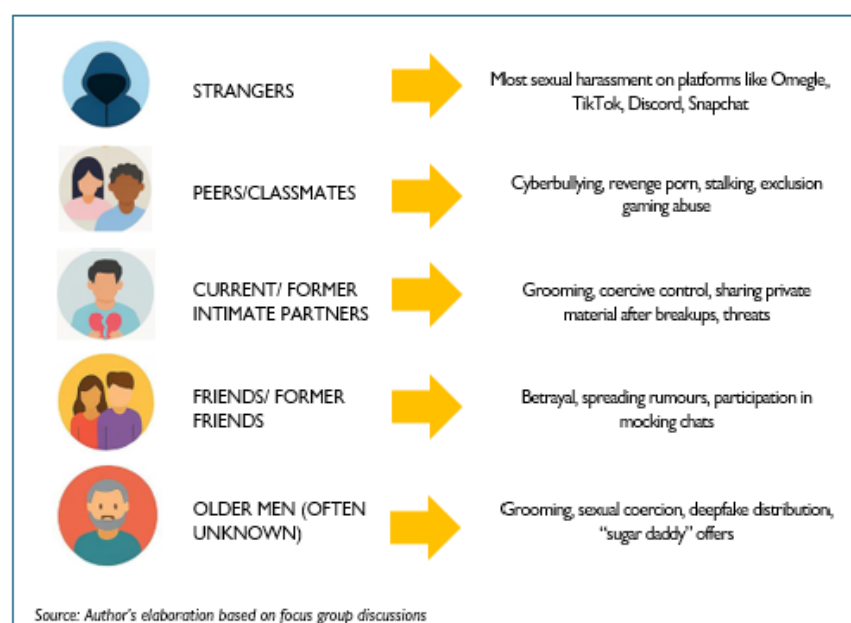 STRANGERS
Most sexual harassment on platforms like Omegle,
TikTok, Discord, Snapchat
PEERS/CLASSMATES
Cyberbullying, revenge porn, stalking, exclusion
gaming abuse
CURRENT/ FORMER
INTIMATE PARTNERS
Grooming, coercive control, sharing private
material after breakups, threats
FRIENDS/ FORMER
FRIENDS
Betrayal, spreading rumours, participation in
mocking chats
OLDER MEN (OFTEN
UNKNOWN)
Grooming, sexual coercion, deepfake distribution,
“sugar daddy” offers
Source: Author's elaboration based on focus group discussions